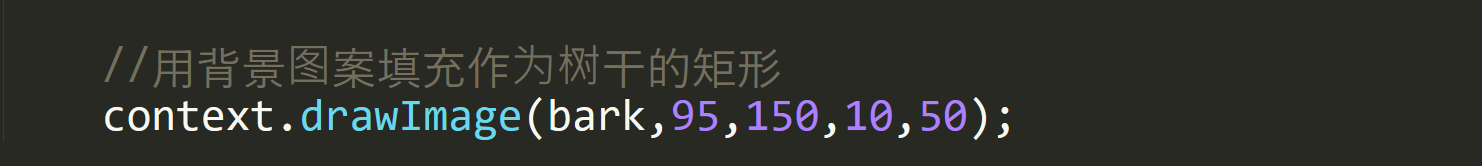 //用背景图案填充作为树干的矩形
context.drawImage(bark,95,150,10,50);